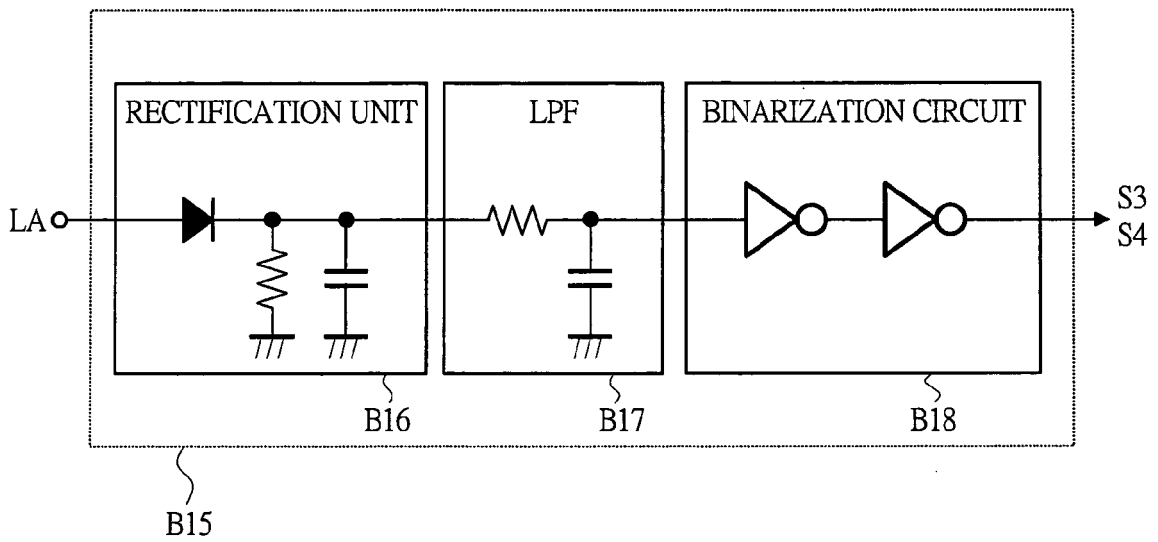 RECTIFICATION UNIT
LPF
BINARIZATION CIRCUIT
LA
S3
S4
B16
B17
B18
B15